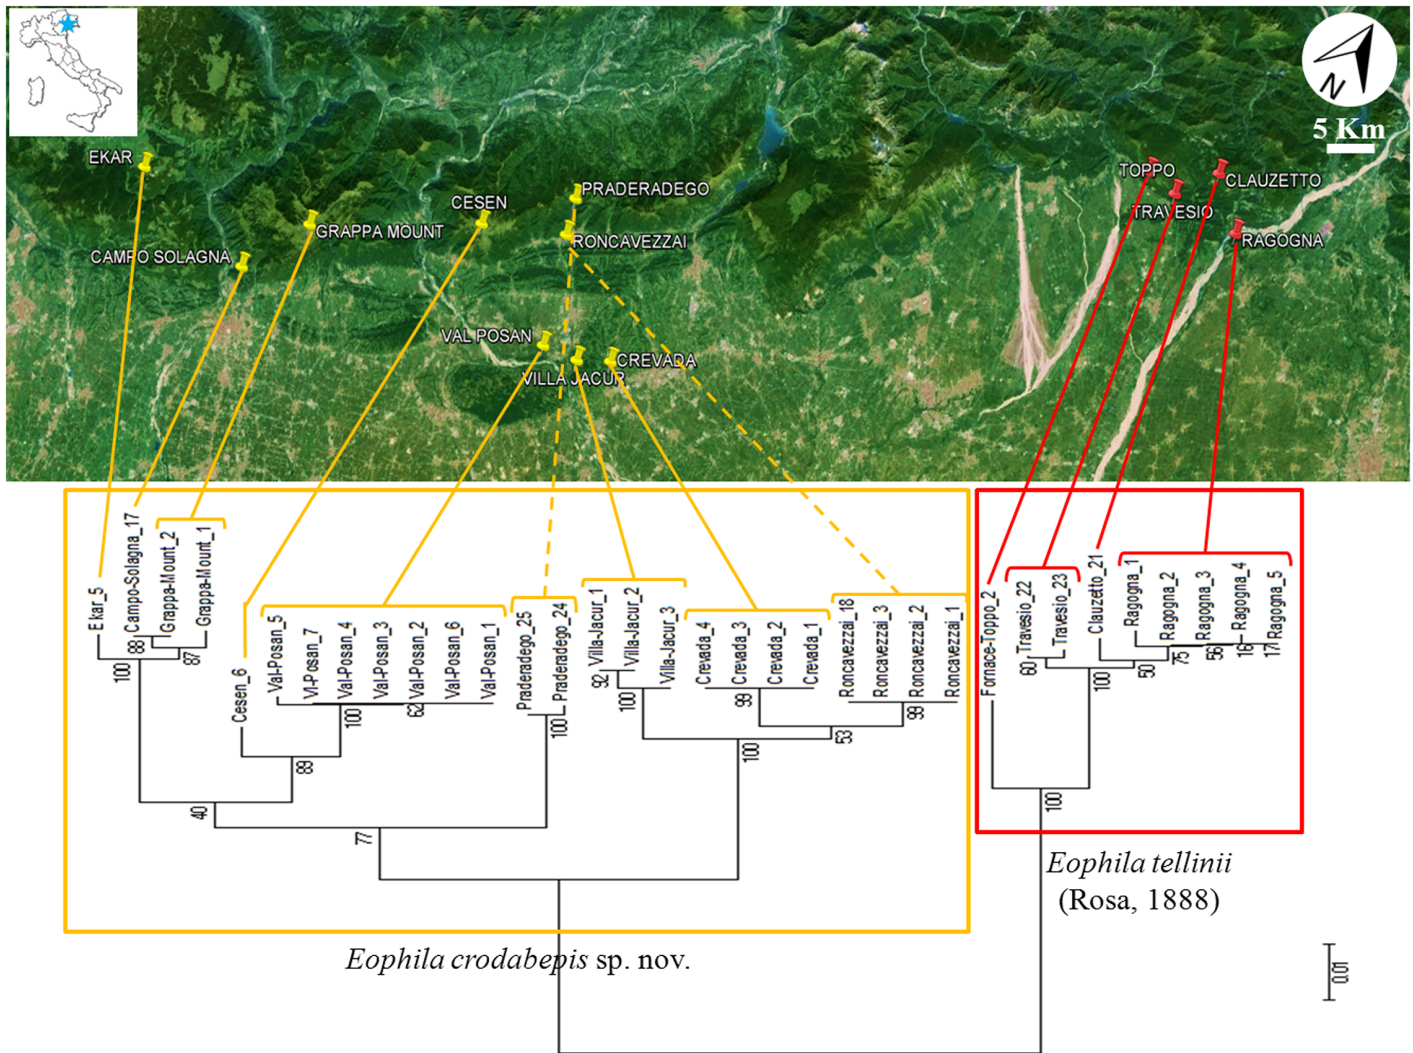 N
5 Km
EKAR
CAMPO SOLAGNA
GRAPPA MOUNT
CESEN
PRADERADEGO
RONCAVEZZAI
VAL POSAN
VILLA JACUR
CREVADA
TOPPO
TRAVESIO
CLAUZETTO
RAGOGNA
Ekar_5
Campo-Solagna_17
Grappa-Mount_2
Grappa-Mount_1
Cesen_6
Val-Posan_5
Vl-Posan_7
Val-Posan_4
Val-Posan_3
Val-Posan_2
Val-Posan_6
Val-Posan_1
Praderadego_25
Praderadego_24
Villa-Jacur_1
Villa-Jacur_2
Villa-Jacur_3
Crevada_4
Crevada_3
Crevada_2
Crevada_1
Roncavezzai_18
Roncavezzai_3
Roncavezzai_2
Roncavezzai_1
Fornace-Toppo_2
Travesio_22
Travesio_23
Clauzetto_21
Ragogna_1
Ragogna_2
Ragogna_3
Ragogna_4
Ragogna_5
88
87
100
100
62
89
40
100
77
92
100
99
99
53
100
60
100
50
75
56
16
17
100
Eophila tellinii
(Rosa, 1888)
Eophila crodabepis sp. nov.
0.01